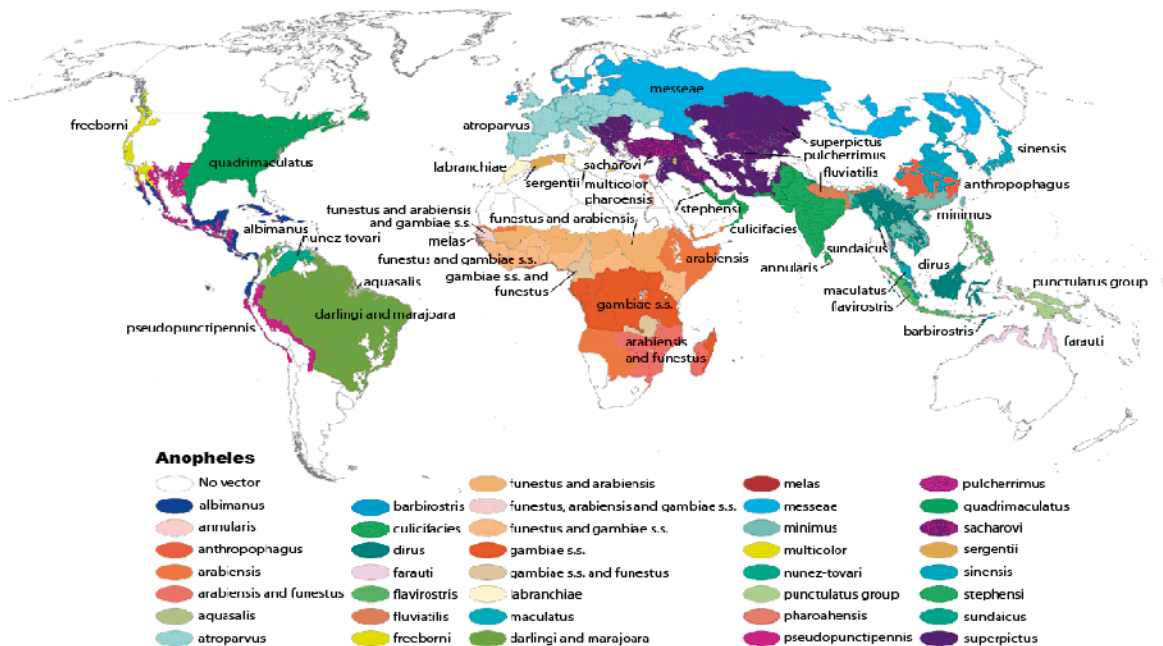 messeae
freeborni
atroparvus
superpictus
quadrimaculatus
pulcherrimus
sinensis
labranchiae
sacharovi
fluviatilis
sergentii
multicolor
anthropophagus
pharoensis
stephensi
minimus
funestus and arabiensis
and gambiae s.s.
funestus and arabiensis
culicifacies
albimanus
nunez tovari
melas
sundaicus
funestus and gambiae s.s.
arabiensis
annularis
dirus
gambiae s.s. and
funestus
aquasalis
maculatus
punctulatus group
gambiae s.s.
flavirostris
darlingi and marajoara
pseudopunctipennis
barbirostris
arabiensis
and funestus
farauti
Anopheles
No vector
albimanus
annularis
anthropophagus
arabiensis
arabiensis and funestus
aquasalis
atroparvus
barbirostris
culicifacies
dirus
farauti
flavirostris
fluviatilis
freeborni
funestus and arabiensis
funestus, arabiensis and gambiae s.s.
funestus and gambiae s.s.
gambiae s.s.
gambiae s.s. and funestus
labranchiae
maculatus
darlingi and marajoara
melas
messeae
minimus
multicolor
nunez-tovari
punctulatus group
pharoahensis
pseudopunctipennis
pulcherrimus
quadrimaculatus
sacharovi
sergentii
sinensis
stephensi
sundaicus
superpictus